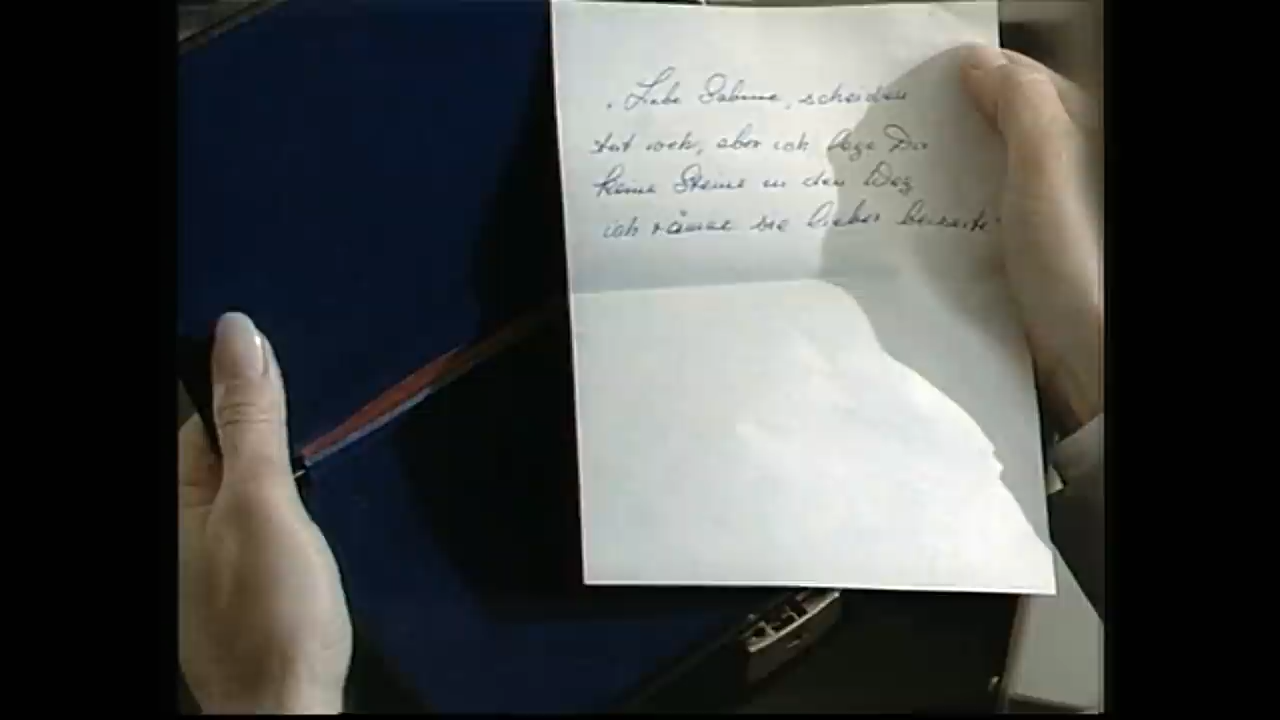 "Liebe Sabine, scheiden
tut weh, aber ich lege Dir
keine Steine in den Weg
ich räume sie lieber beiseite"